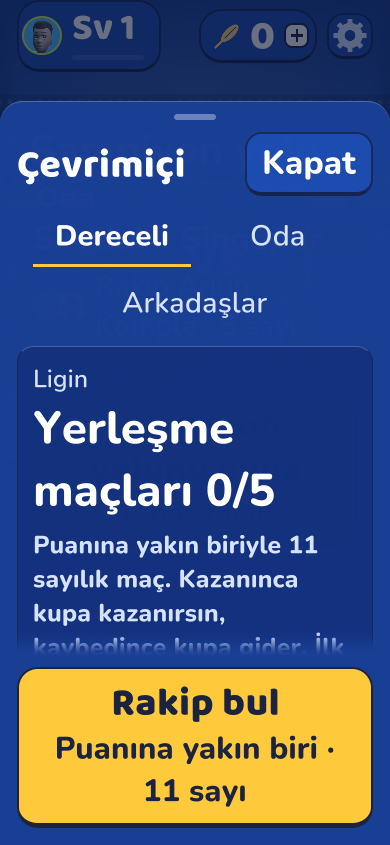 Sv 1
0
Çevrimiçi
Kapat
Dereceli
Oda
Arkadaşlar
Ligin
Yerleşme
maçları 0/5
Puanına yakın biriyle 11
sayılık maç. Kazanınca
kupa kazanırsın,
kaybedince kupa gider. İlk
Rakip bul
Puanına yakın biri ·
11 sayı